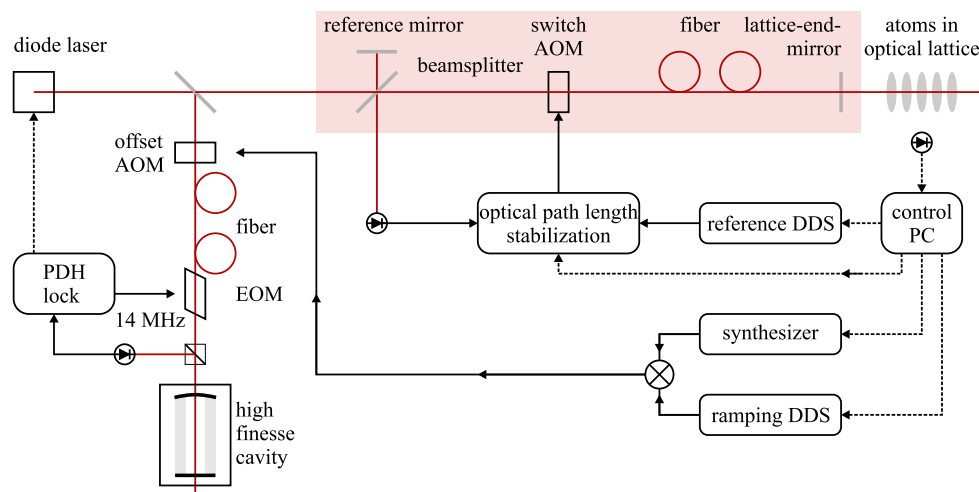 diode laser
reference mirror
beamsplitter
switch
AOM
fiber
lattice-end-
mirror
atoms in
optical lattice
offset
AOM
fiber
PDH
lock
14 MHz
EOM
optical path length
stabilization
reference DDS
control
PC
synthesizer
ramping DDS
high
finesse
cavity